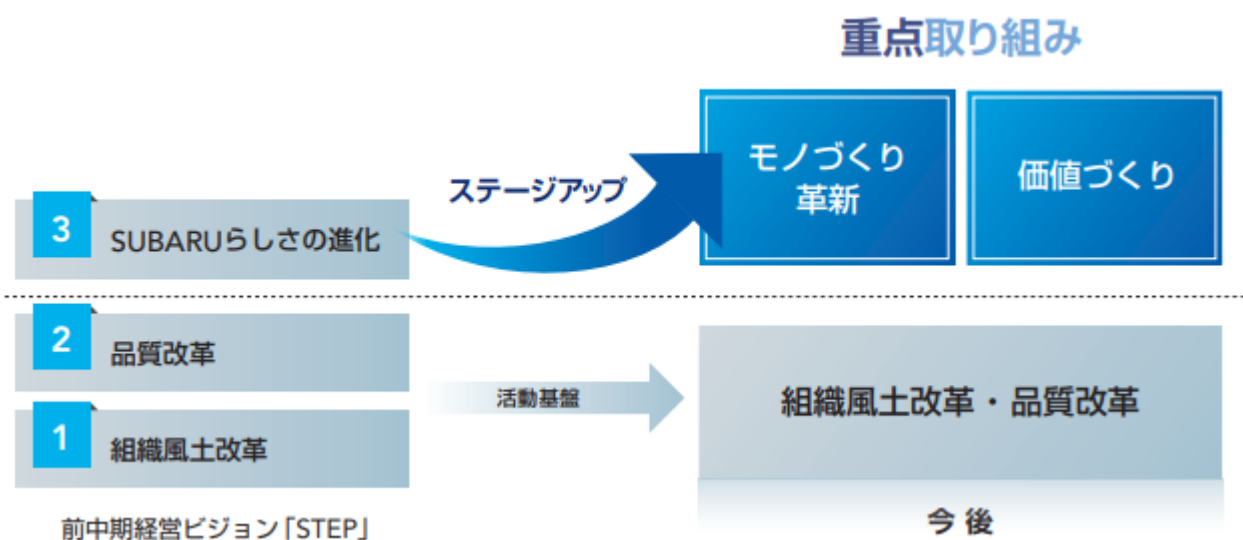 重点取り組み
モノづくり
革新
価値づくり
ステージアップ
3
SUBARUらしさの進化
2
品質改革
1
組織風土改革
活動基盤
組織風土改革・品質改革
前中期経営ビジョン「STEP」
今後